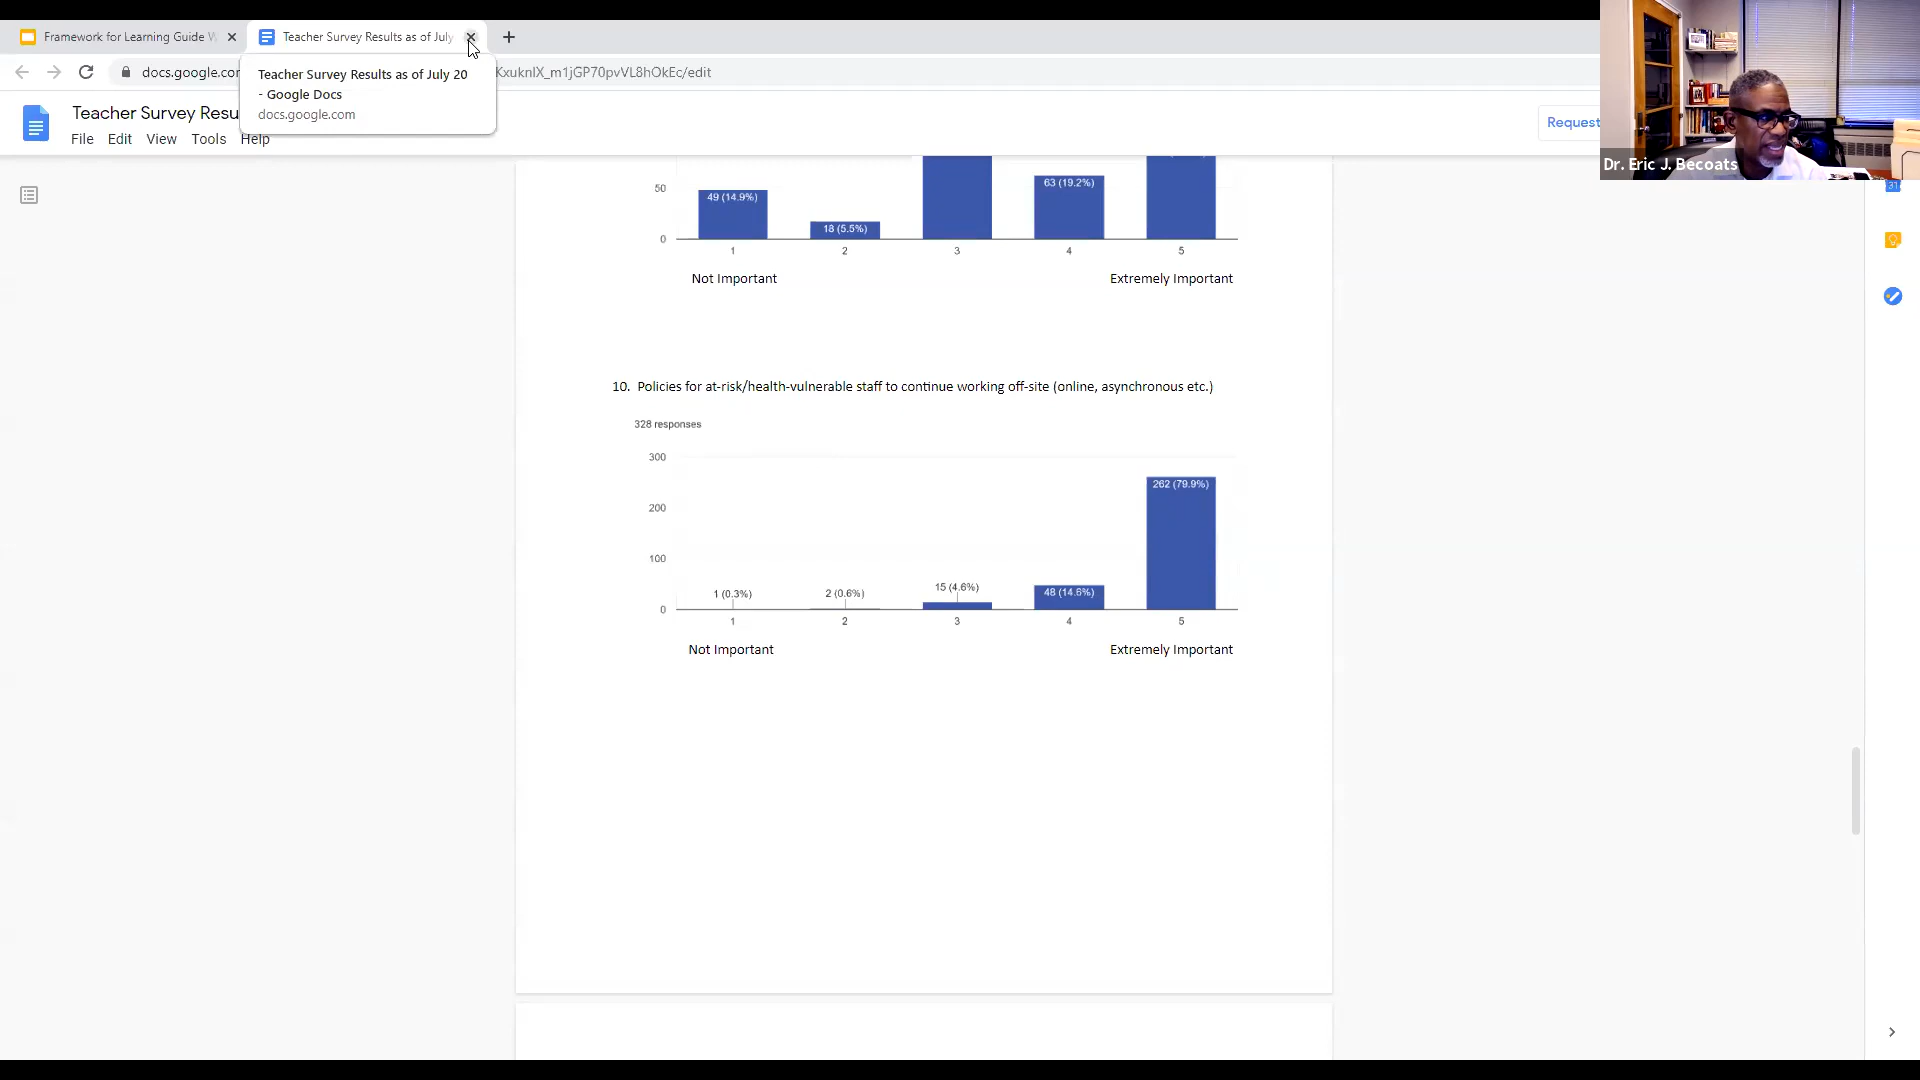 Framework for Learning Guide W
Teacher Survey Results as of July
docs.google.com
KxuknIX_m1jGP70pvVL8hOkEc/edit
Teacher Survey Results as of July 20
- Google Docs
docs.google.com
Teacher Survey Resu
Request
File Edit View Tools Help
Dr. Eric J. Becoats
31
50
49 (14.9%)
18 (5.5%)
63 (19.2%)
0
1 2 3 4 5
Not Important Extremely Important
10. Policies for at-risk/health-vulnerable staff to continue working off-site (online, asynchronous etc.)
328 responses
300
262 (79.9%)
200
100
1 (0.3%)
2 (0.6%)
15 (4.6%)
48 (14.6%)
0
1 2 3 4 5
Not Important Extremely Important